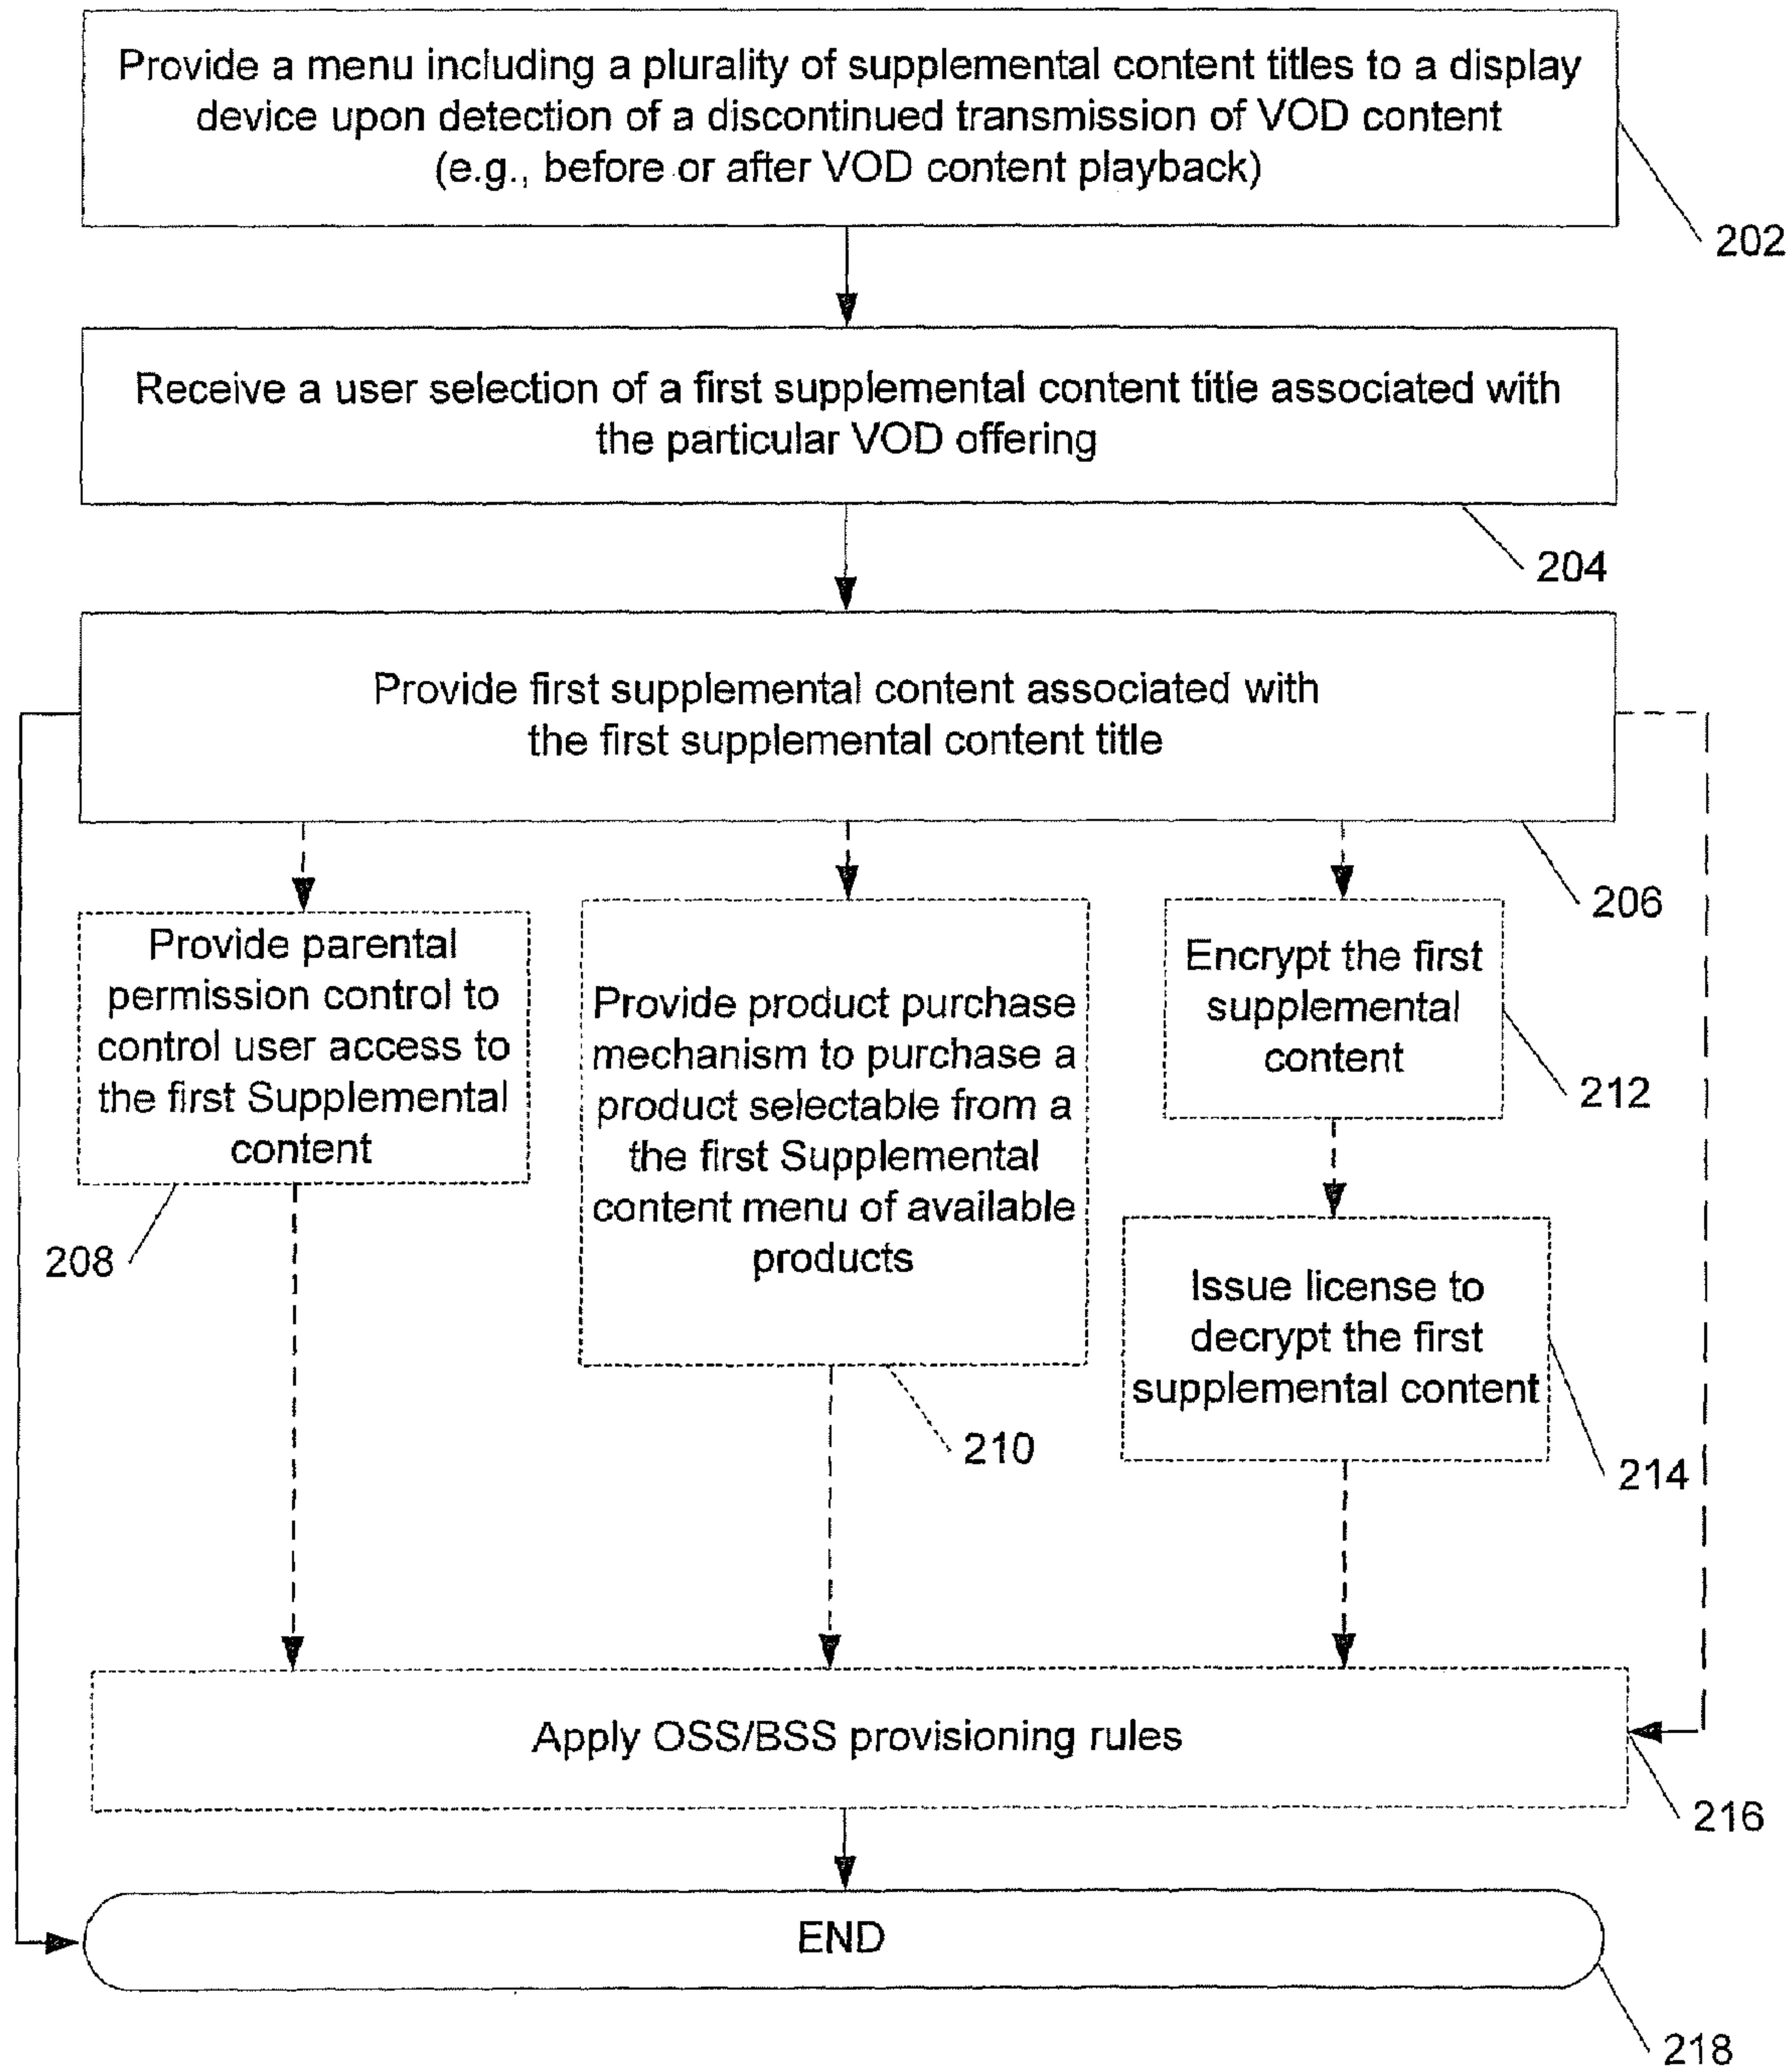 Provide a menu including a plurality of supplemental content titles to a display
device upon detection of a discontinued transmission of VOD content
(e.g., before or after VOD content playback)
202
Receive a user selection of a first supplemental content title associated with
the particular VOD offering
204
Provide first supplemental content associated with
the first supplemental content title
206
Provide parental
permission control to
control user access to
the first Supplemental
content
208
Provide product purchase
mechanism to purchase a
product selectable from a
the first Supplemental
content menu of available
products
210
Encrypt the first
supplemental
content
212
Issue license to
decrypt the first
supplemental content
214
Apply OSS/BSS provisioning rules
216
END
218